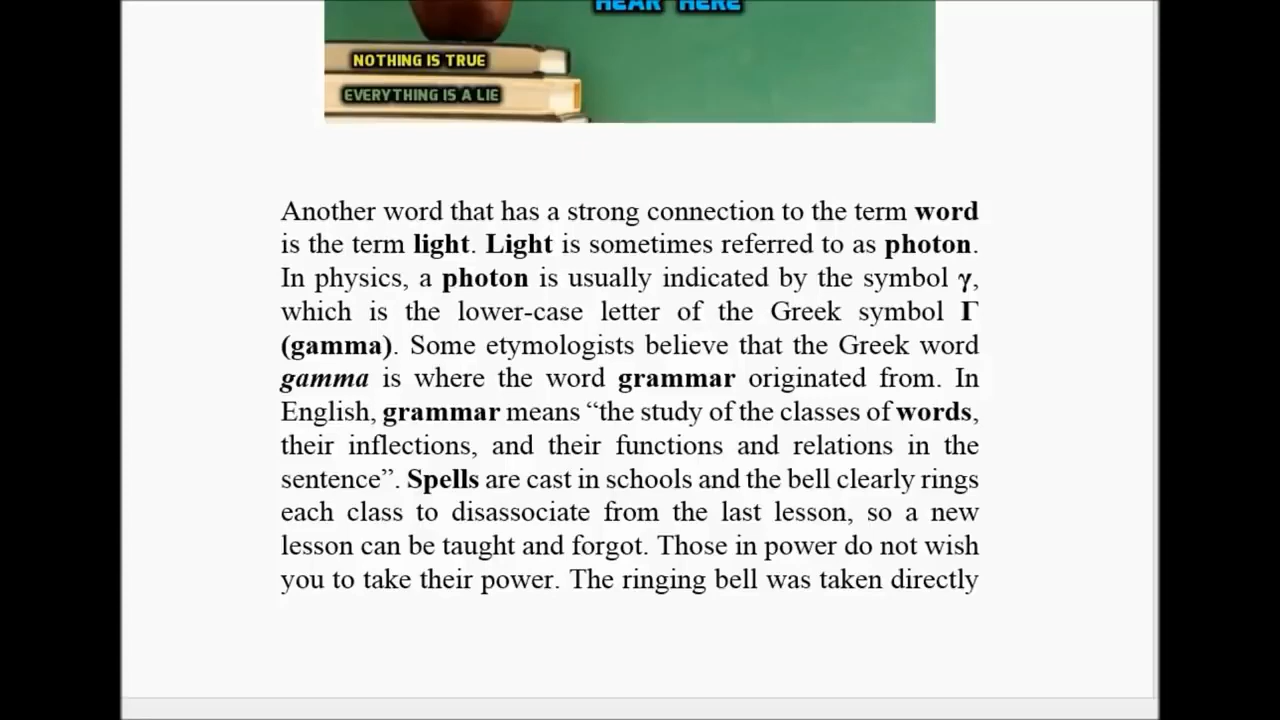 HEAR HERE
NOTHING IS TRUE
EVERYTHING IS A LIE
Another word that has a strong connection to the term word
is the term light. Light is sometimes referred to as photon.
In physics, a photon is usually indicated by the symbol γ,
which is the lower-case letter of the Greek symbol Γ
(gamma). Some etymologists believe that the Greek word
gamma is where the word grammar originated from. In
English, grammar means “the study of the classes of words,
their inflections, and their functions and relations in the
sentence”. Spells are cast in schools and the bell clearly rings
each class to disassociate from the last lesson, so a new
lesson can be taught and forgot. Those in power do not wish
you to take their power. The ringing bell was taken directly